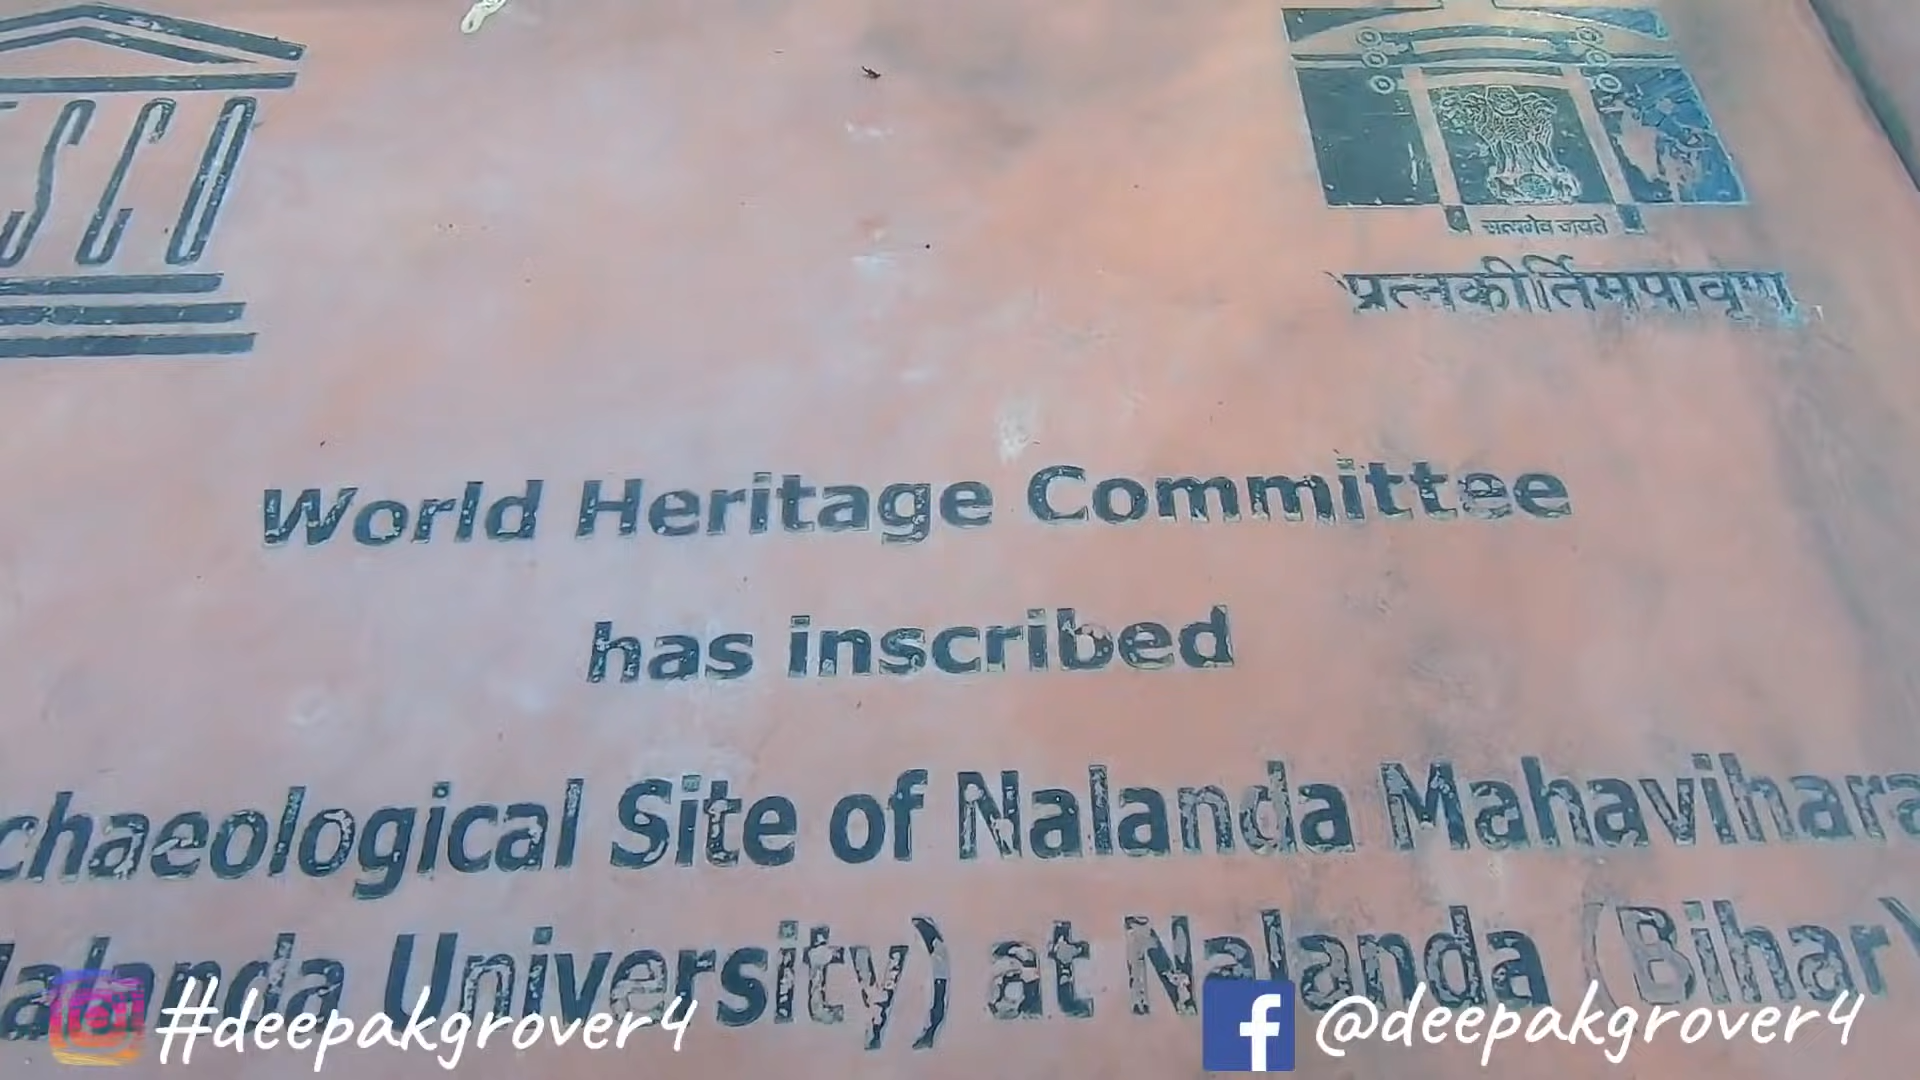 ESCO
सत्यमेव जयते
प्रत्नकीर्तिमपावृणु
World Heritage Committee
has inscribed
chaeological Site of Nalanda Mahavihara
alanda University) at Nalanda (Bihar)
#deepakgrover4
@deepakgrover4